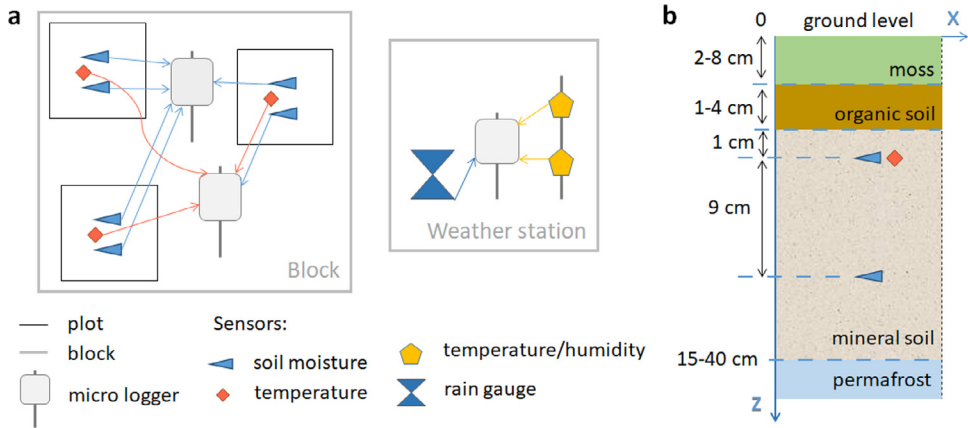 a
Block
Weather station
plot
block
micro logger
Sensors:
soil moisture
temperature
temperature/humidity
rain gauge
b
0 ground level X
2-8 cm
moss
1-4 cm
organic soil
1 cm
9 cm
mineral soil
15-40 cm
permafrost
Z